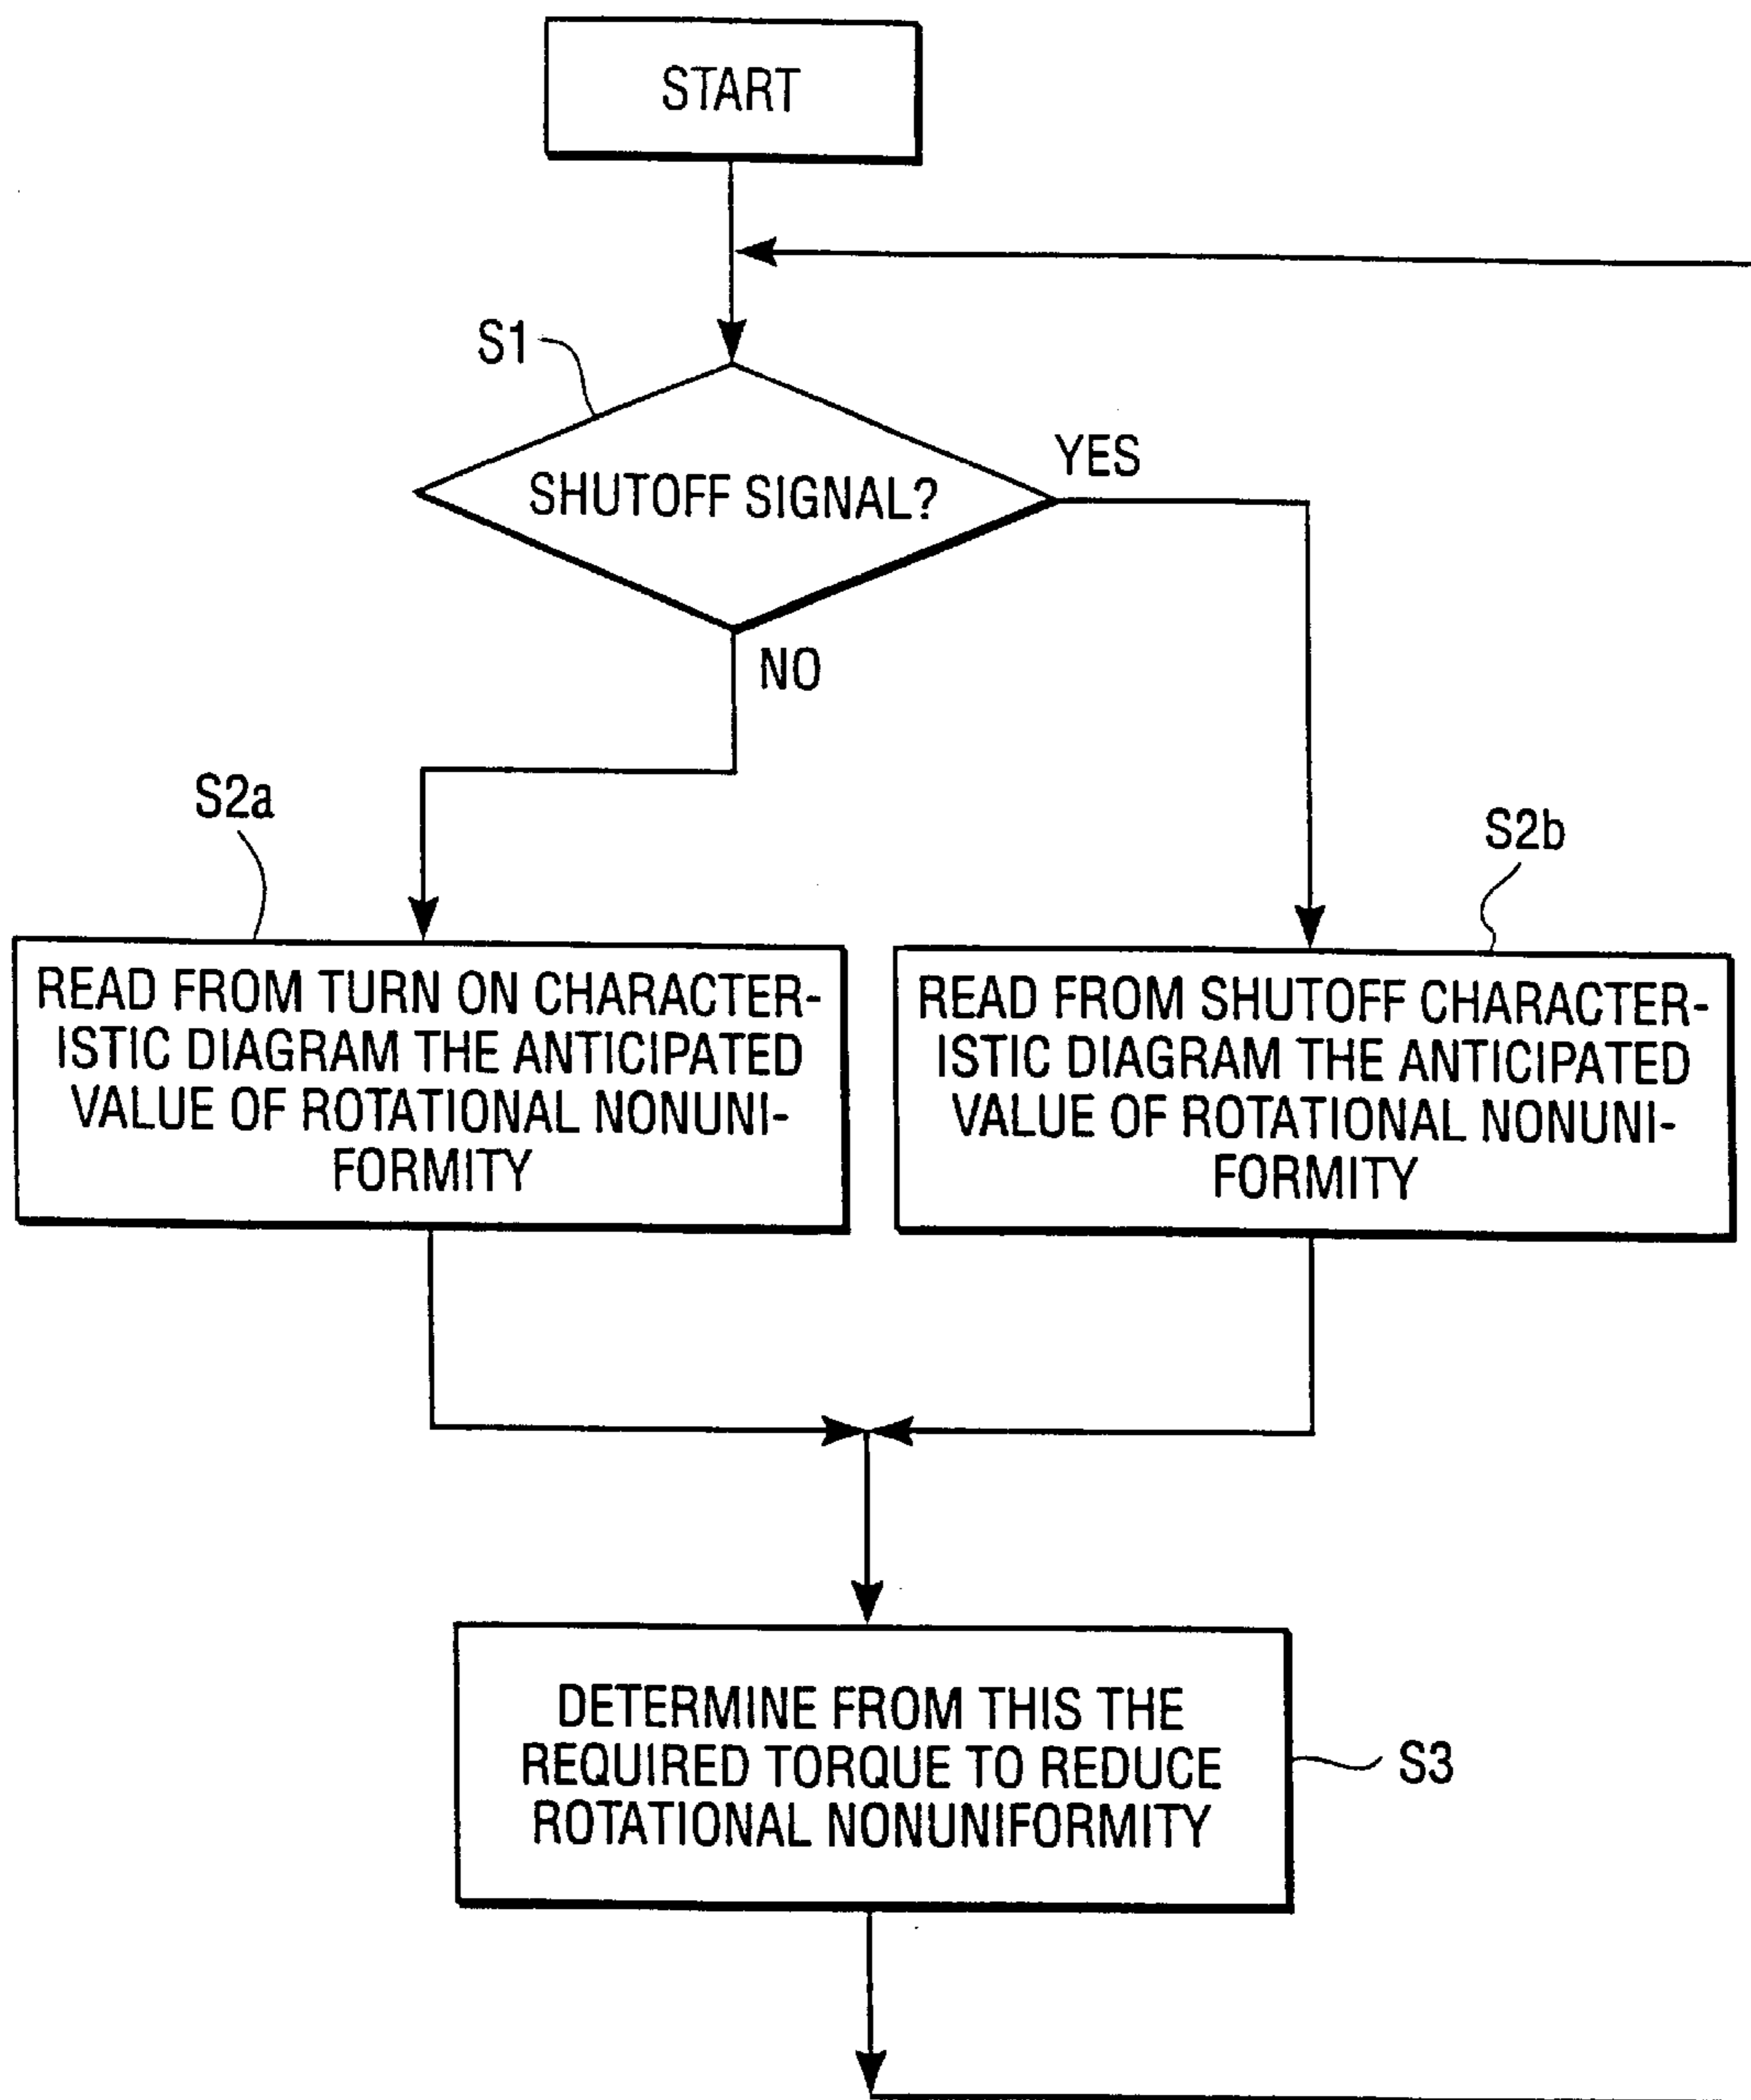 START
S1
SHUTOFF SIGNAL?
YES
NO
S2a
READ FROM TURN ON CHARACTER-
ISTIC DIAGRAM THE ANTICIPATED
VALUE OF ROTATIONAL NONUNI-
FORMITY
S2b
READ FROM SHUTOFF CHARACTER-
ISTIC DIAGRAM THE ANTICIPATED
VALUE OF ROTATIONAL NONUNI-
FORMITY
DETERMINE FROM THIS THE
REQUIRED TORQUE TO REDUCE
ROTATIONAL NONUNIFORMITY
S3